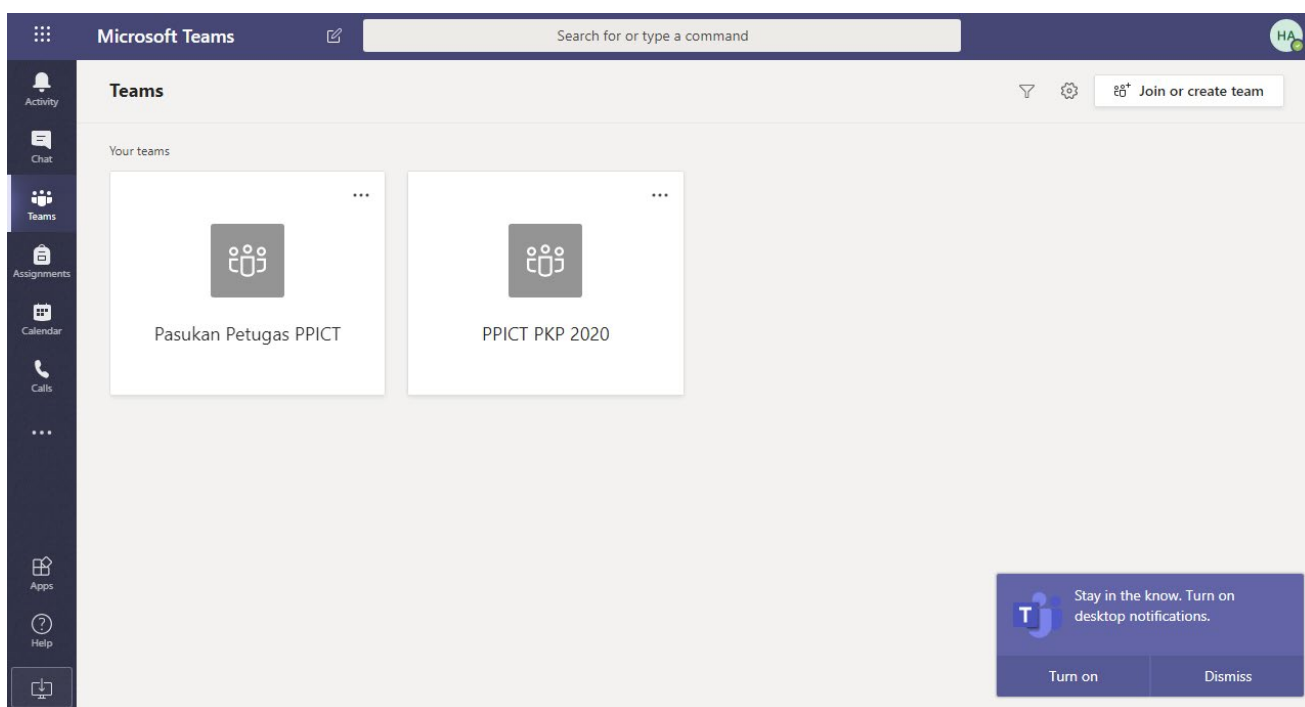 Microsoft Teams
Search for or type a command
HA
Activity
Chat
Teams
Assignments
Calendar
Calls
Apps
Help
Teams
Join or create team
Your teams
Pasukan Petugas PPICT
PPICT PKP 2020
T
Stay in the know. Turn on
desktop notifications.
Turn on
Dismiss